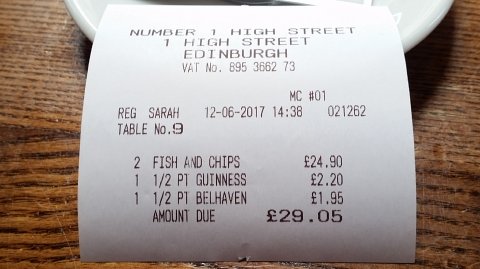 NUMBER 1 HIGH STREET
1 HIGH STREET
EDINBURGH
VAT No. 895 3662 73
MC #01
REG SARAH 12-06-2017 14:38 021262
TABLE No.9
2 FISH AND CHIPS £24.90
1 1/2 PT GUINNESS £2.20
1 1/2 PT BELHAVEN £1.95
AMOUNT DUE £29.05